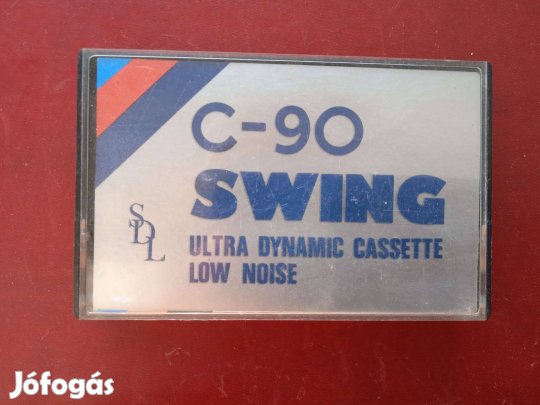 C-90
SWING
SDL
ULTRA DYNAMIC CASSETTE
LOW NOISE
Jófogás